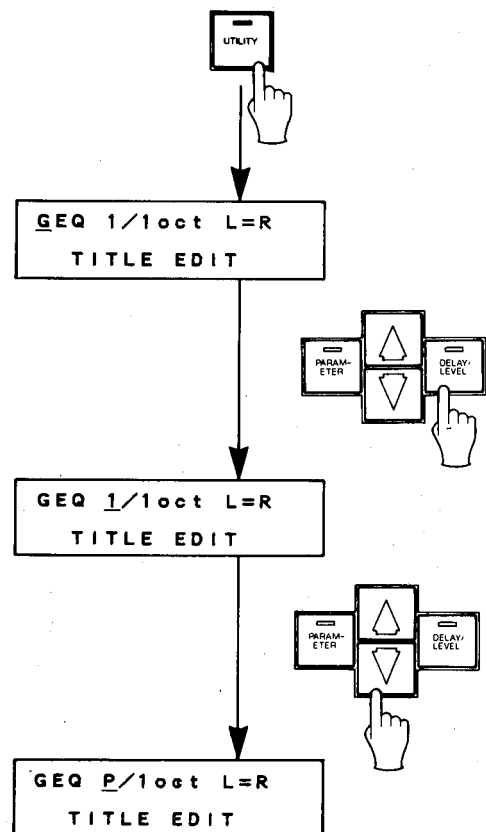 UTILITY
GEQ 1/1oct L=R
TITLE EDIT
PARAM-
ETER
DELAY/
LEVEL
GEQ 1/1oct L=R
TITLE EDIT
PARAM-
ETER
DELAY/
LEVEL
GEQ P/1oct L=R
TITLE EDIT